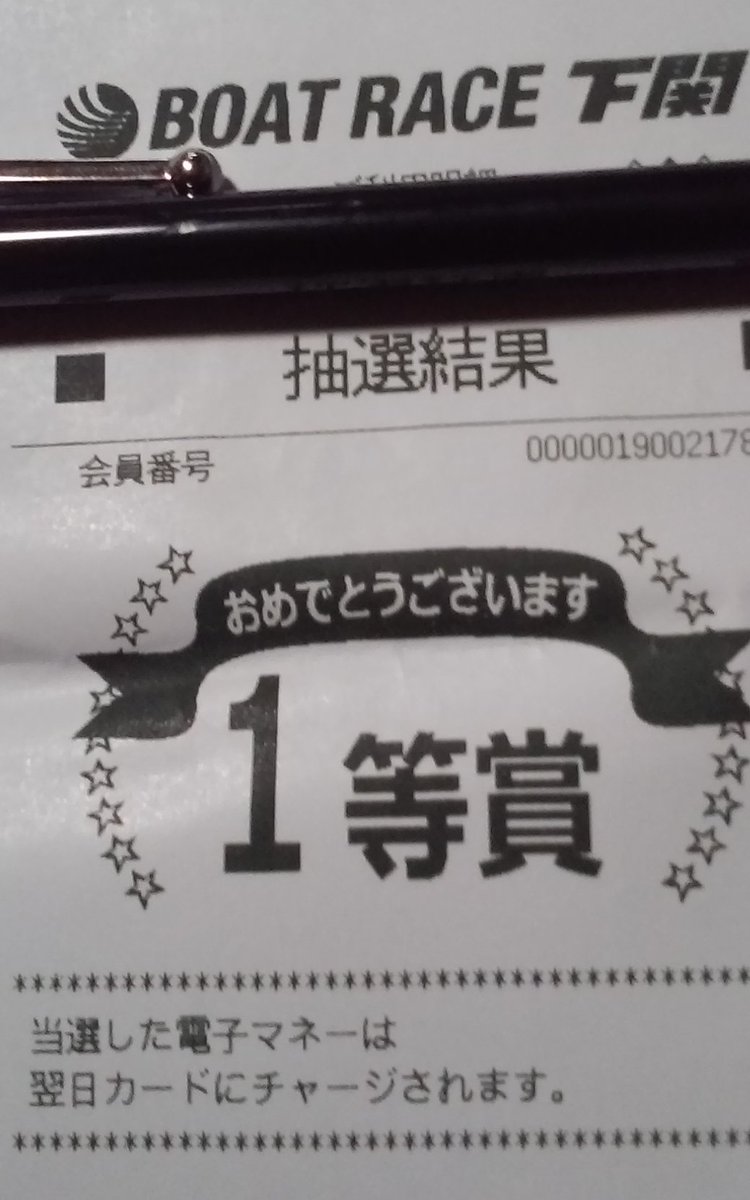 BOAT RACE 下関
■ 抽選結果
会員番号 0000019002178
おめでとうございます
1等賞
****************************************
当選した電子マネーは
翌日カードにチャージされます。
****************************************